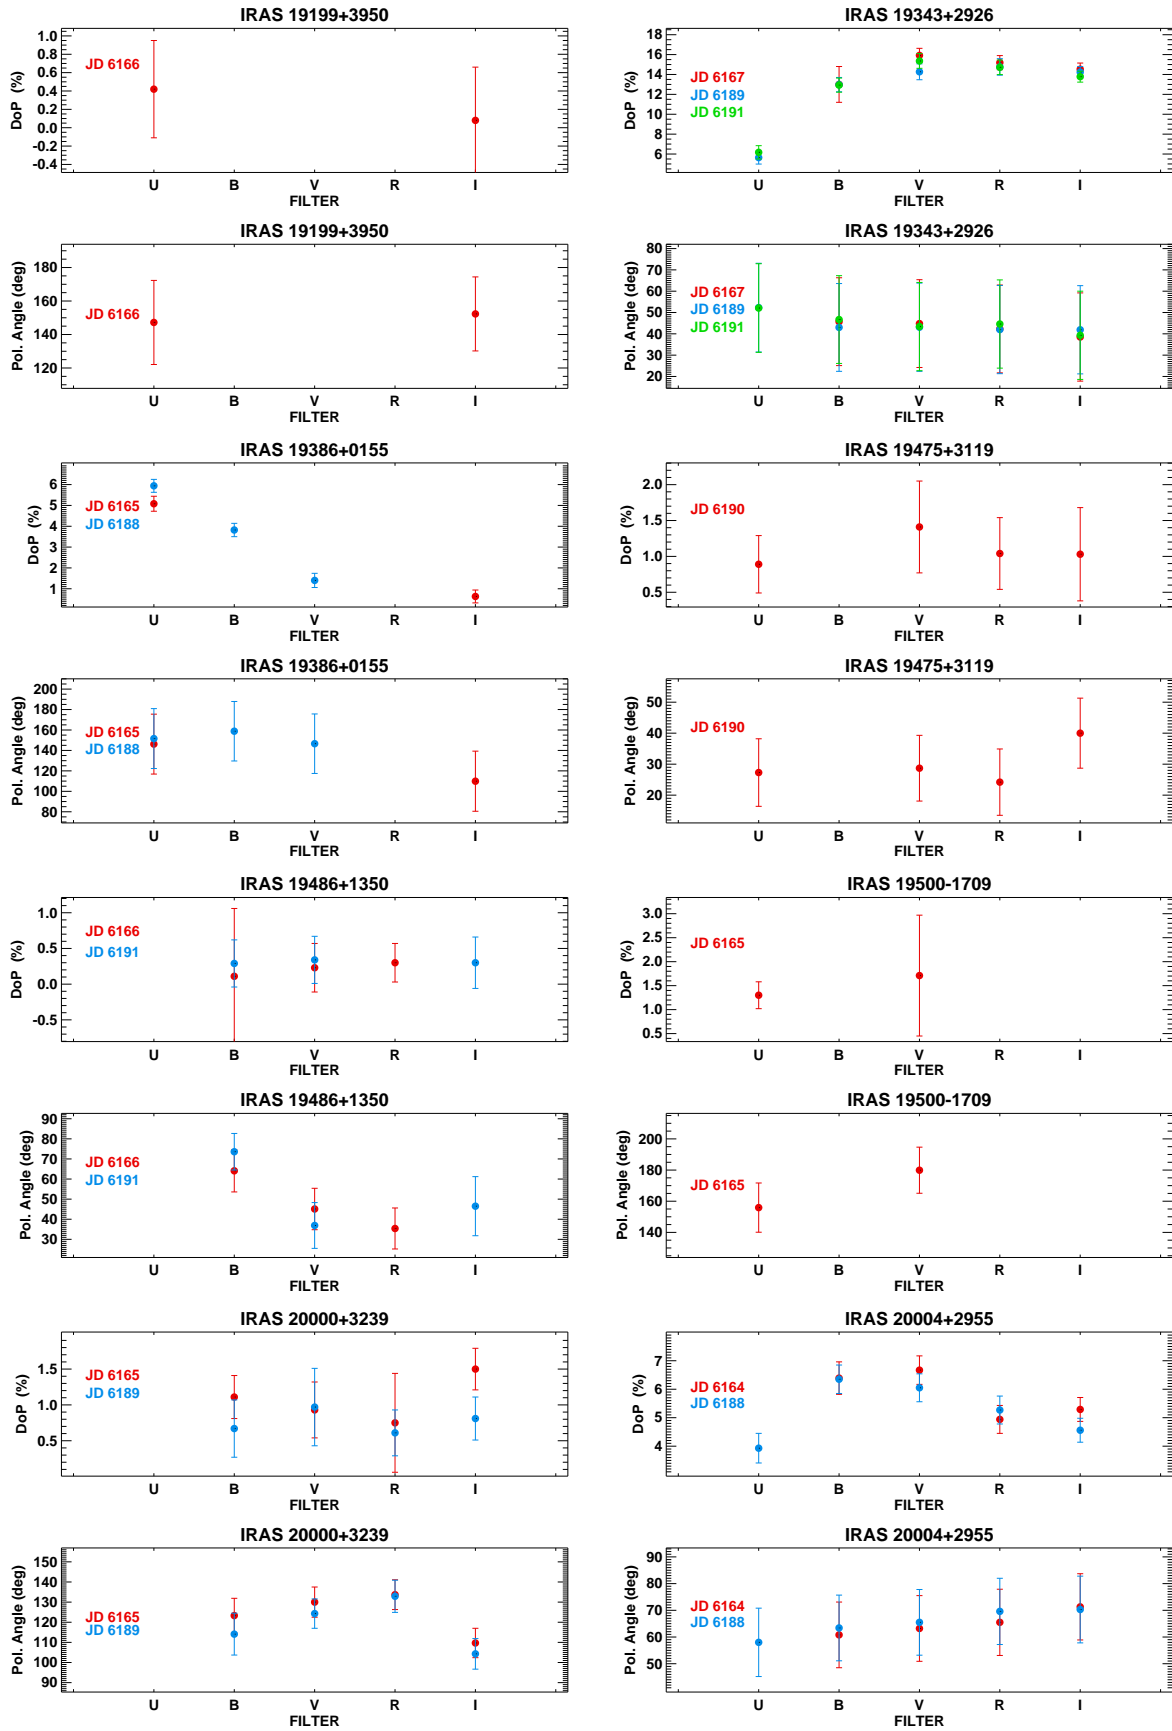 IRAS 19199+3950
DoP (%)
1.0
0.8
0.6
0.4
0.2
0.0
-0.2
-0.4
JD 6166
U B V R I
FILTER
IRAS 19343+2926
DoP (%)
18
16
14
12
10
8
6
JD 6167
JD 6189
JD 6191
U B V R I
FILTER
IRAS 19199+3950
Pol. Angle (deg)
180
160
140
120
JD 6166
U B V R I
FILTER
IRAS 19343+2926
Pol. Angle (deg)
80
70
60
50
40
30
20
JD 6167
JD 6189
JD 6191
U B V R I
FILTER
IRAS 19386+0155
DoP (%)
6
5
4
3
2
1
JD 6165
JD 6188
U B V R I
FILTER
IRAS 19475+3119
DoP (%)
2.0
1.5
1.0
0.5
JD 6190
U B V R I
FILTER
IRAS 19386+0155
Pol. Angle (deg)
200
180
160
140
120
100
80
JD 6165
JD 6188
U B V R I
FILTER
IRAS 19475+3119
Pol. Angle (deg)
50
40
30
20
JD 6190
U B V R I
FILTER
IRAS 19486+1350
DoP (%)
1.0
0.5
0.0
-0.5
JD 6166
JD 6191
U B V R I
FILTER
IRAS 19500-1709
DoP (%)
3.0
2.5
2.0
1.5
1.0
0.5
JD 6165
U B V R I
FILTER
IRAS 19486+1350
Pol. Angle (deg)
90
80
70
60
50
40
30
JD 6166
JD 6191
U B V R I
FILTER
IRAS 19500-1709
Pol. Angle (deg)
200
180
160
140
JD 6165
U B V R I
FILTER
IRAS 20000+3239
DoP (%)
1.5
1.0
0.5
JD 6165
JD 6189
U B V R I
FILTER
IRAS 20004+2955
DoP (%)
7
6
5
4
JD 6164
JD 6188
U B V R I
FILTER
IRAS 20000+3239
Pol. Angle (deg)
150
140
130
120
110
100
90
JD 6165
JD 6189
U B V R I
FILTER
IRAS 20004+2955
Pol. Angle (deg)
90
80
70
60
50
JD 6164
JD 6188
U B V R I
FILTER